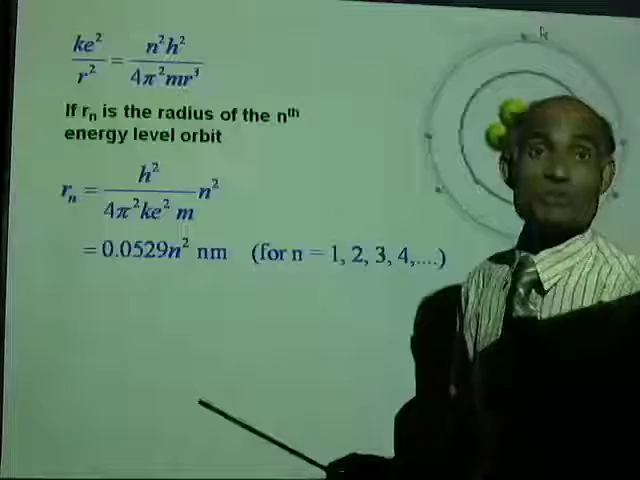 ke²/r² = n²h²/4π²mr³
If rₙ is the radius of the nᵗʰ
energy level orbit
rₙ = h²/4π²ke²m n²
= 0.0529n² nm (for n = 1, 2, 3, 4,....)